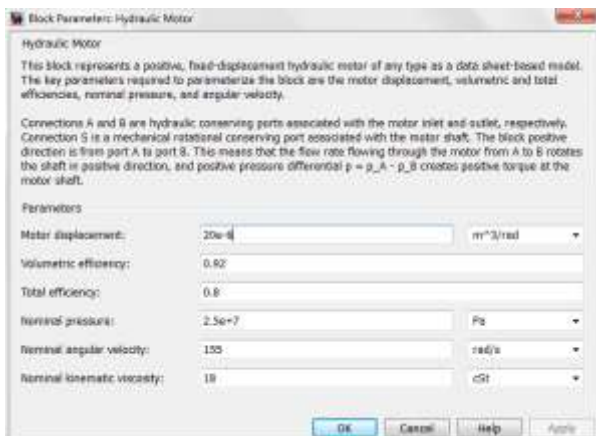 Block Parameters: Hydraulic Motor
Hydraulic Motor
This block represents a positive, fixed-displacement hydraulic motor of any type as a data sheet-based model.
The key parameters required to parameterize the block are the motor displacement, volumetric and total
efficiencies, nominal pressure, and angular velocity.
Connections A and B are hydraulic conserving ports associated with the motor inlet and outlet, respectively.
Connection S is a mechanical rotational conserving port associated with the motor shaft. The block positive
direction is from port A to port B. This means that the flow rate flowing through the motor from A to B rotates
the shaft in positive direction, and positive pressure differential p = p_A - p_B creates positive torque at the
motor shaft.
Parameters
Motor displacement: 20e-6 m^3/rad
Volumetric efficiency: 0.92
Total efficiency: 0.8
Nominal pressure: 2.5e+7 Pa
Nominal angular velocity: 155 rad/s
Nominal kinematic viscosity: 18 cSt
OK Cancel Help Apply